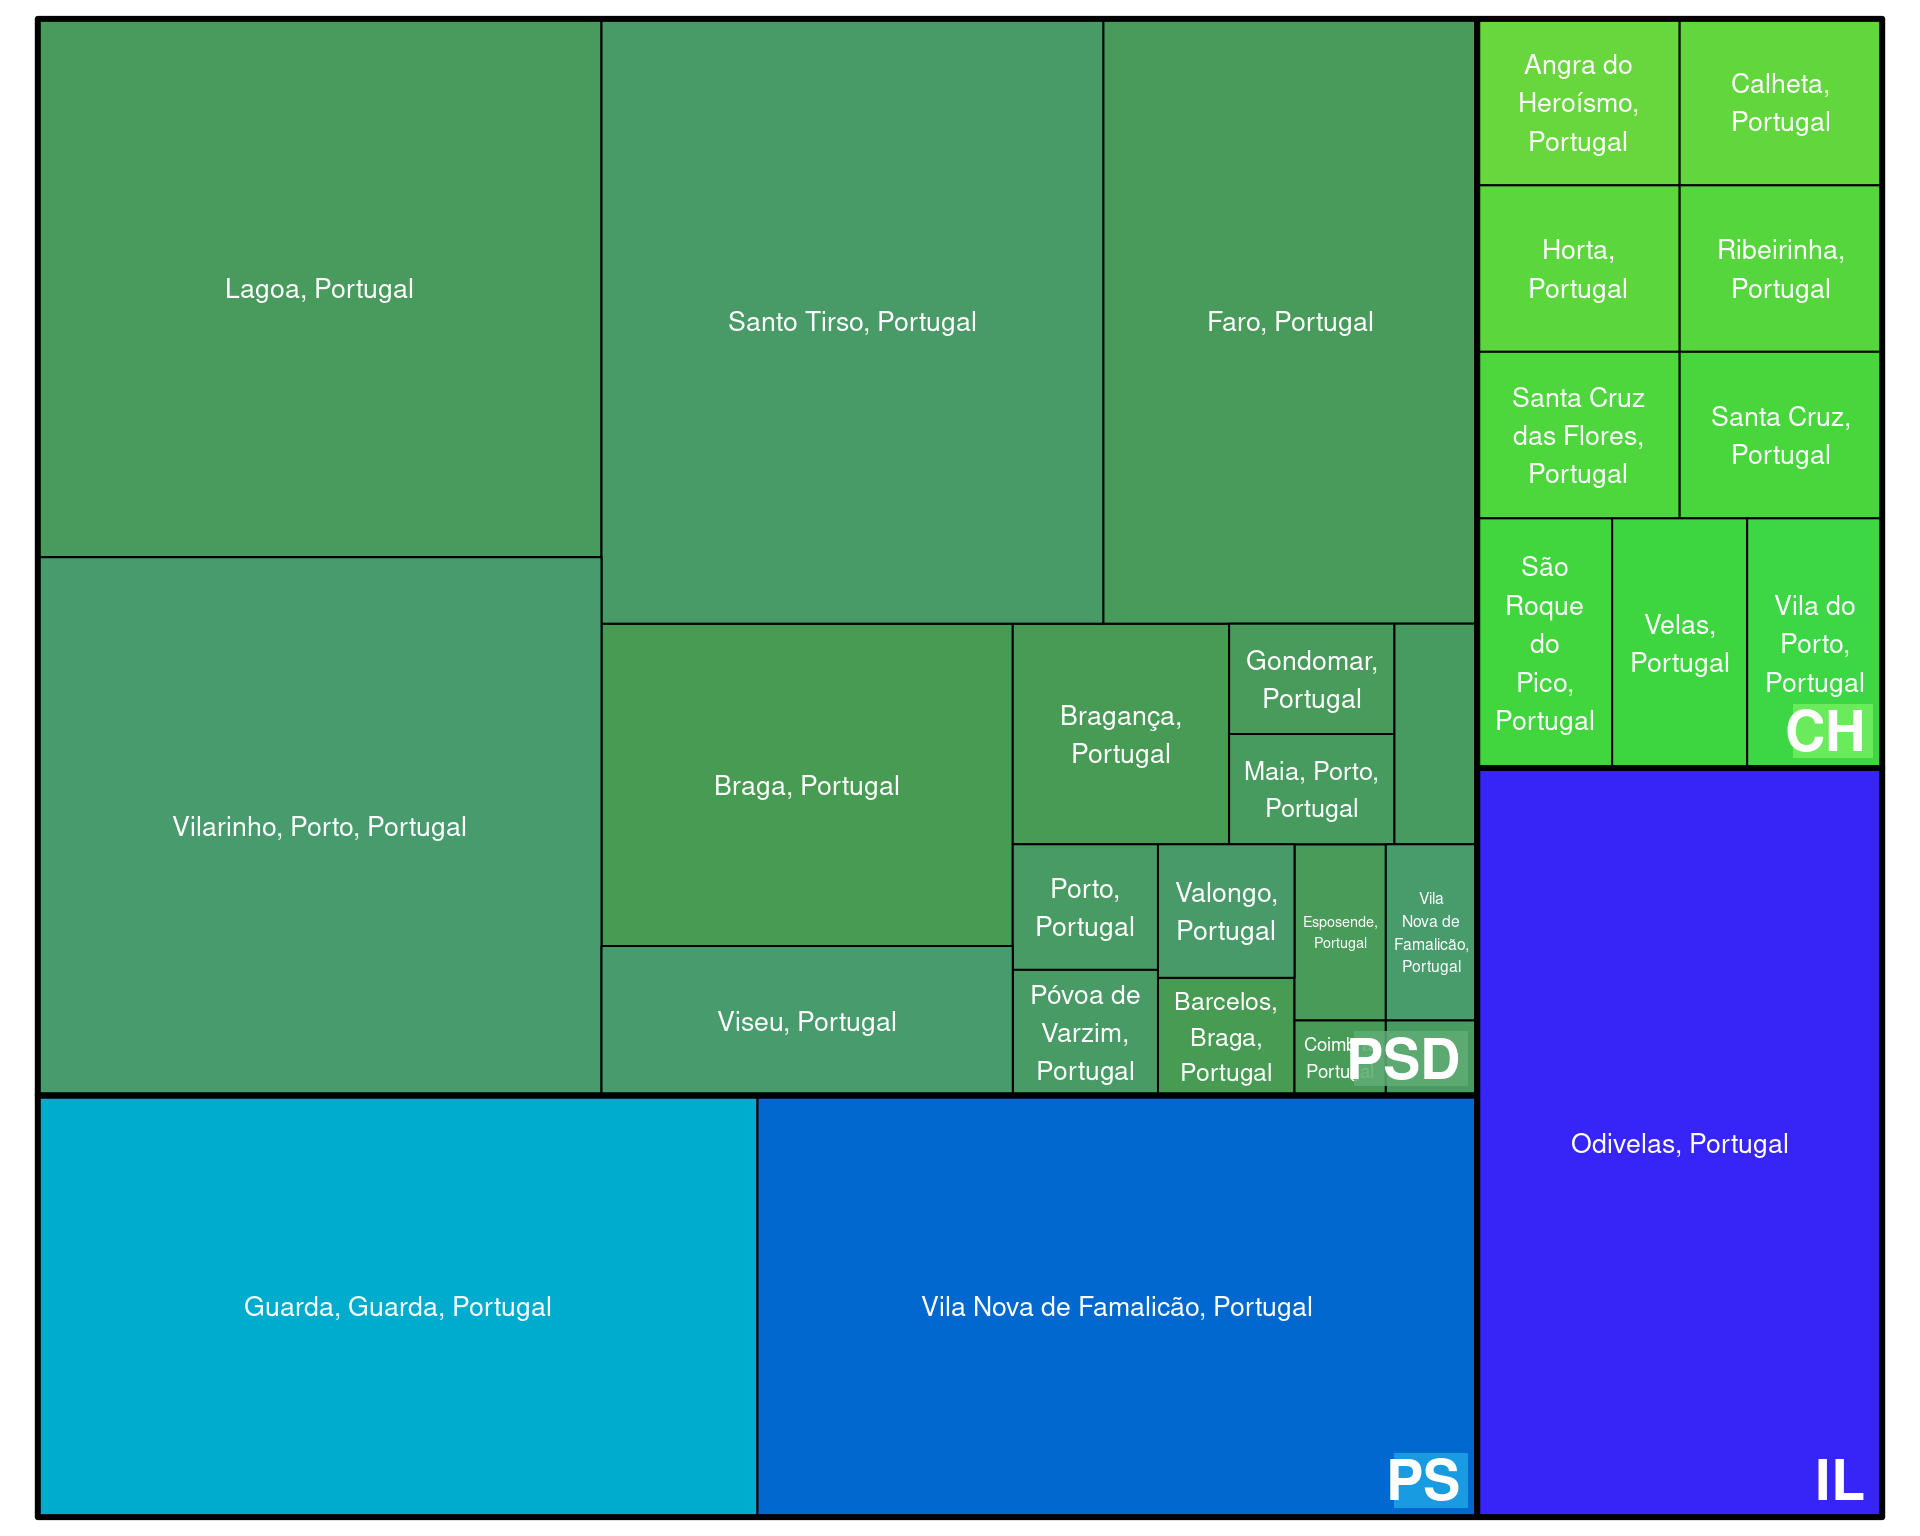 Lagoa, Portugal
Santo Tirso, Portugal
Faro, Portugal
Vilarinho, Porto, Portugal
Braga, Portugal
Viseu, Portugal
Bragança,
Portugal
Gondomar,
Portugal
Maia, Porto,
Portugal
Porto,
Portugal
Póvoa de
Varzim,
Portugal
Valongo,
Portugal
Barcelos,
Braga,
Portugal
Esposende,
Portugal
Vila
Nova de
Famalicão,
Portugal
Portugal
PSD
Guarda, Guarda, Portugal
Vila Nova de Famalicão, Portugal
PS
Angra do
Heroísmo,
Portugal
Calheta,
Portugal
Horta,
Portugal
Ribeirinha,
Portugal
Santa Cruz
das Flores,
Portugal
Santa Cruz,
Portugal
São
Roque
do
Pico,
Portugal
Velas,
Portugal
Vila do
Porto,
Portugal
CH
Odivelas, Portugal
IL